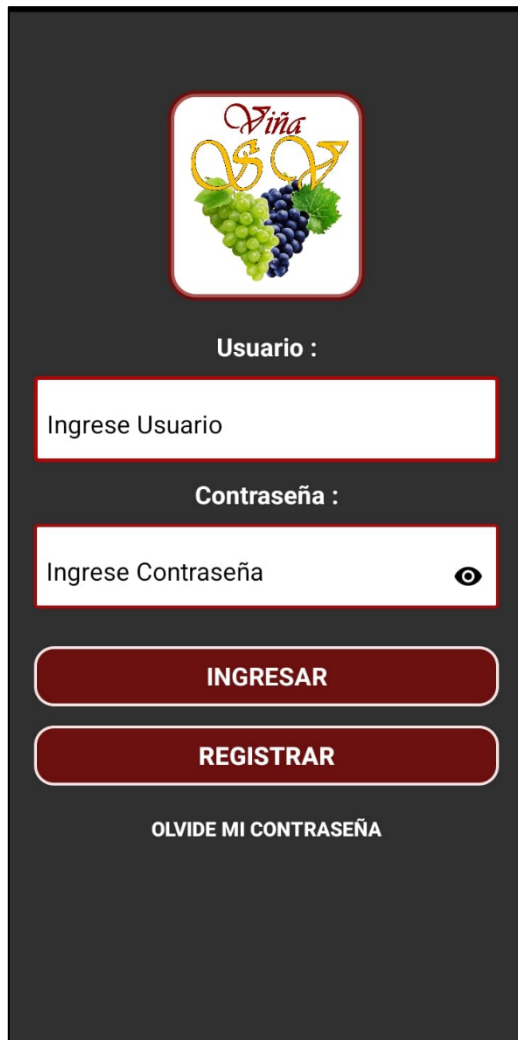 Viña
SV
Usuario :
Ingrese Usuario
Contraseña :
Ingrese Contraseña
INGRESAR
REGISTRAR
OLVIDE MI CONTRASEÑA